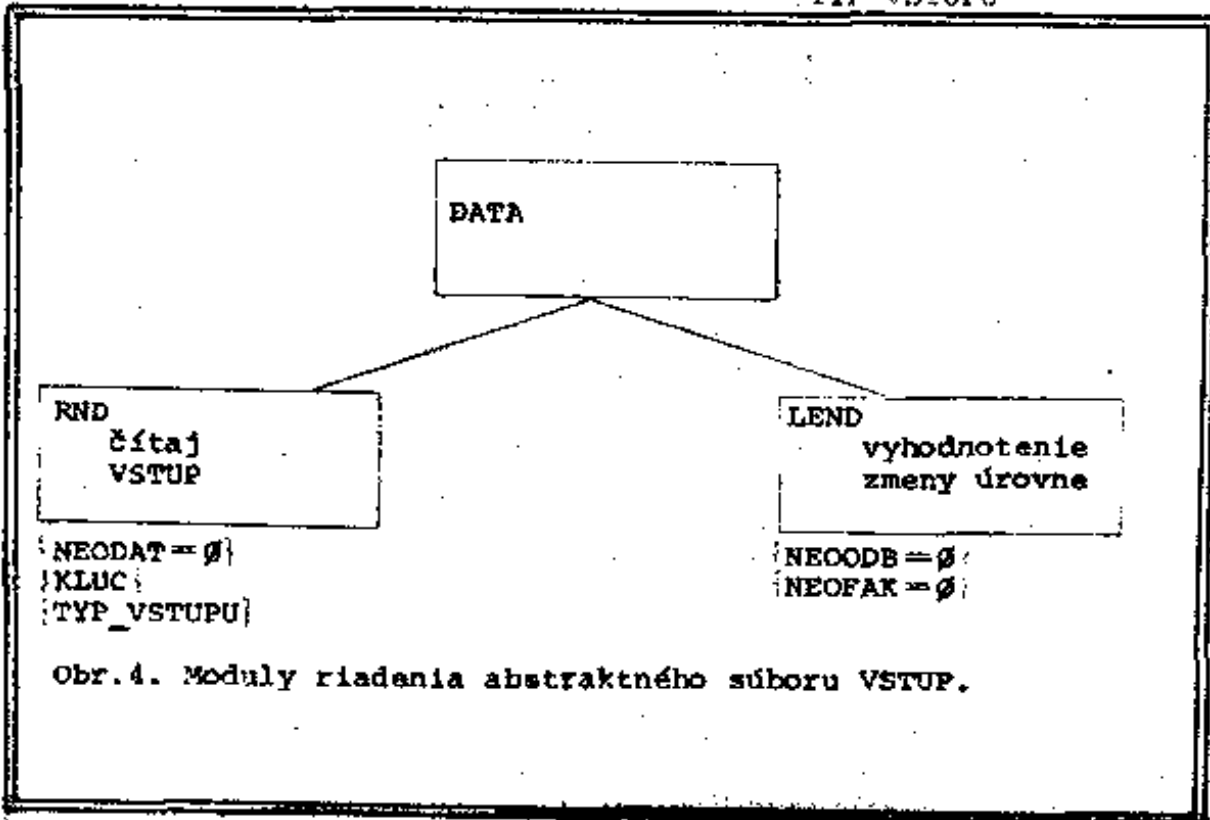 DATA
RND
čítaj
VSTUP
LEND
vyhodnotenie
zmeny úrovne
{NEODAT=Ø}
{KLUC}
{TYP_VSTUPU}
{NEOODB=Ø}
{NEOFAK=Ø}
Obr.4. Moduly riadenia abstraktného súboru VSTUP.